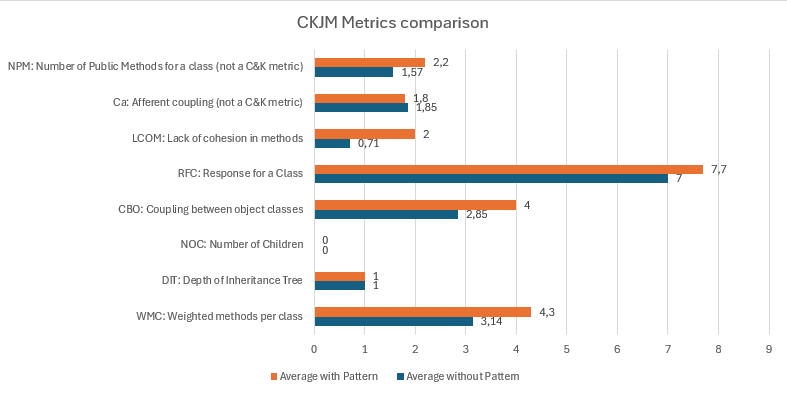 CKJM Metrics comparison
NPM: Number of Public Methods for a class (not a C&K metric)
2,2
1,57
Ca: Afferent coupling (not a C&K metric)
1,8
1,85
LCOM: Lack of cohesion in methods
2
0,71
RFC: Response for a Class
7,7
7
CBO: Coupling between object classes
4
2,85
NOC: Number of Children
0
0
DIT: Depth of Inheritance Tree
1
1
WMC: Weighted methods per class
4,3
3,14
0 1 2 3 4 5 6 7 8 9
Average with Pattern Average without Pattern